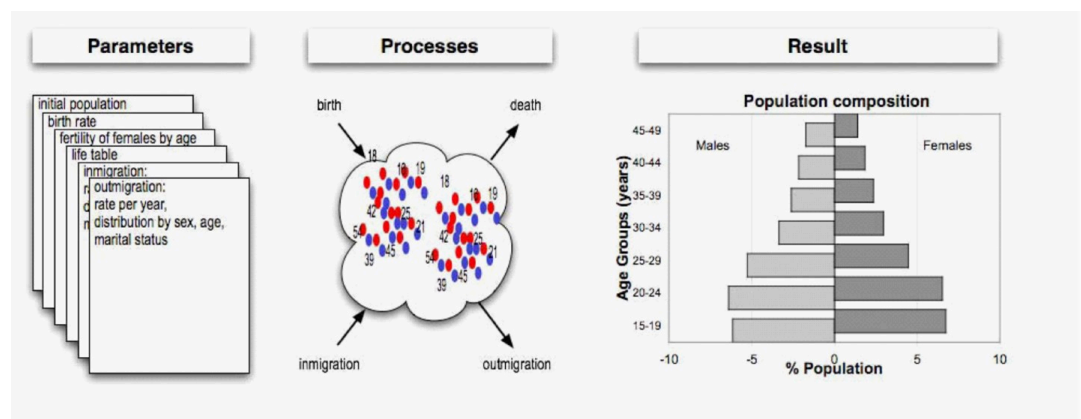 Parameters
Processes
Result
initial population
birth rate
fertility of females by age
life table
inmigration:
outmigration:
rate per year,
distribution by sex, age,
marital status
birth
death
18
19
18
19
42
25
21
54
45
39
42
25
21
54
45
39
inmigration
outmigration
Population composition
Males
Females
Age Groups (years)
45-49
40-44
35-39
30-34
25-29
20-24
15-19
-10
-5
0
5
10
% Population